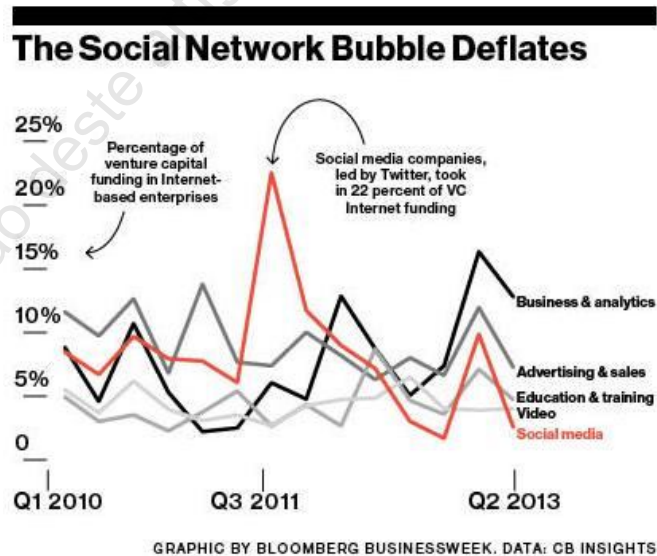 The Social Network Bubble Deflates
25%
Percentage of
venture capital
funding in Internet-
based enterprises
Social media companies,
led by Twitter, took
in 22 percent of VC
Internet funding
20%
15%
10%
5%
0
Business & analytics
Advertising & sales
Education & training
Video
Social media
Q1 2010
Q3 2011
Q2 2013
GRAPHIC BY BLOOMBERG BUSINESSWEEK. DATA: CB INSIGHTS
deste